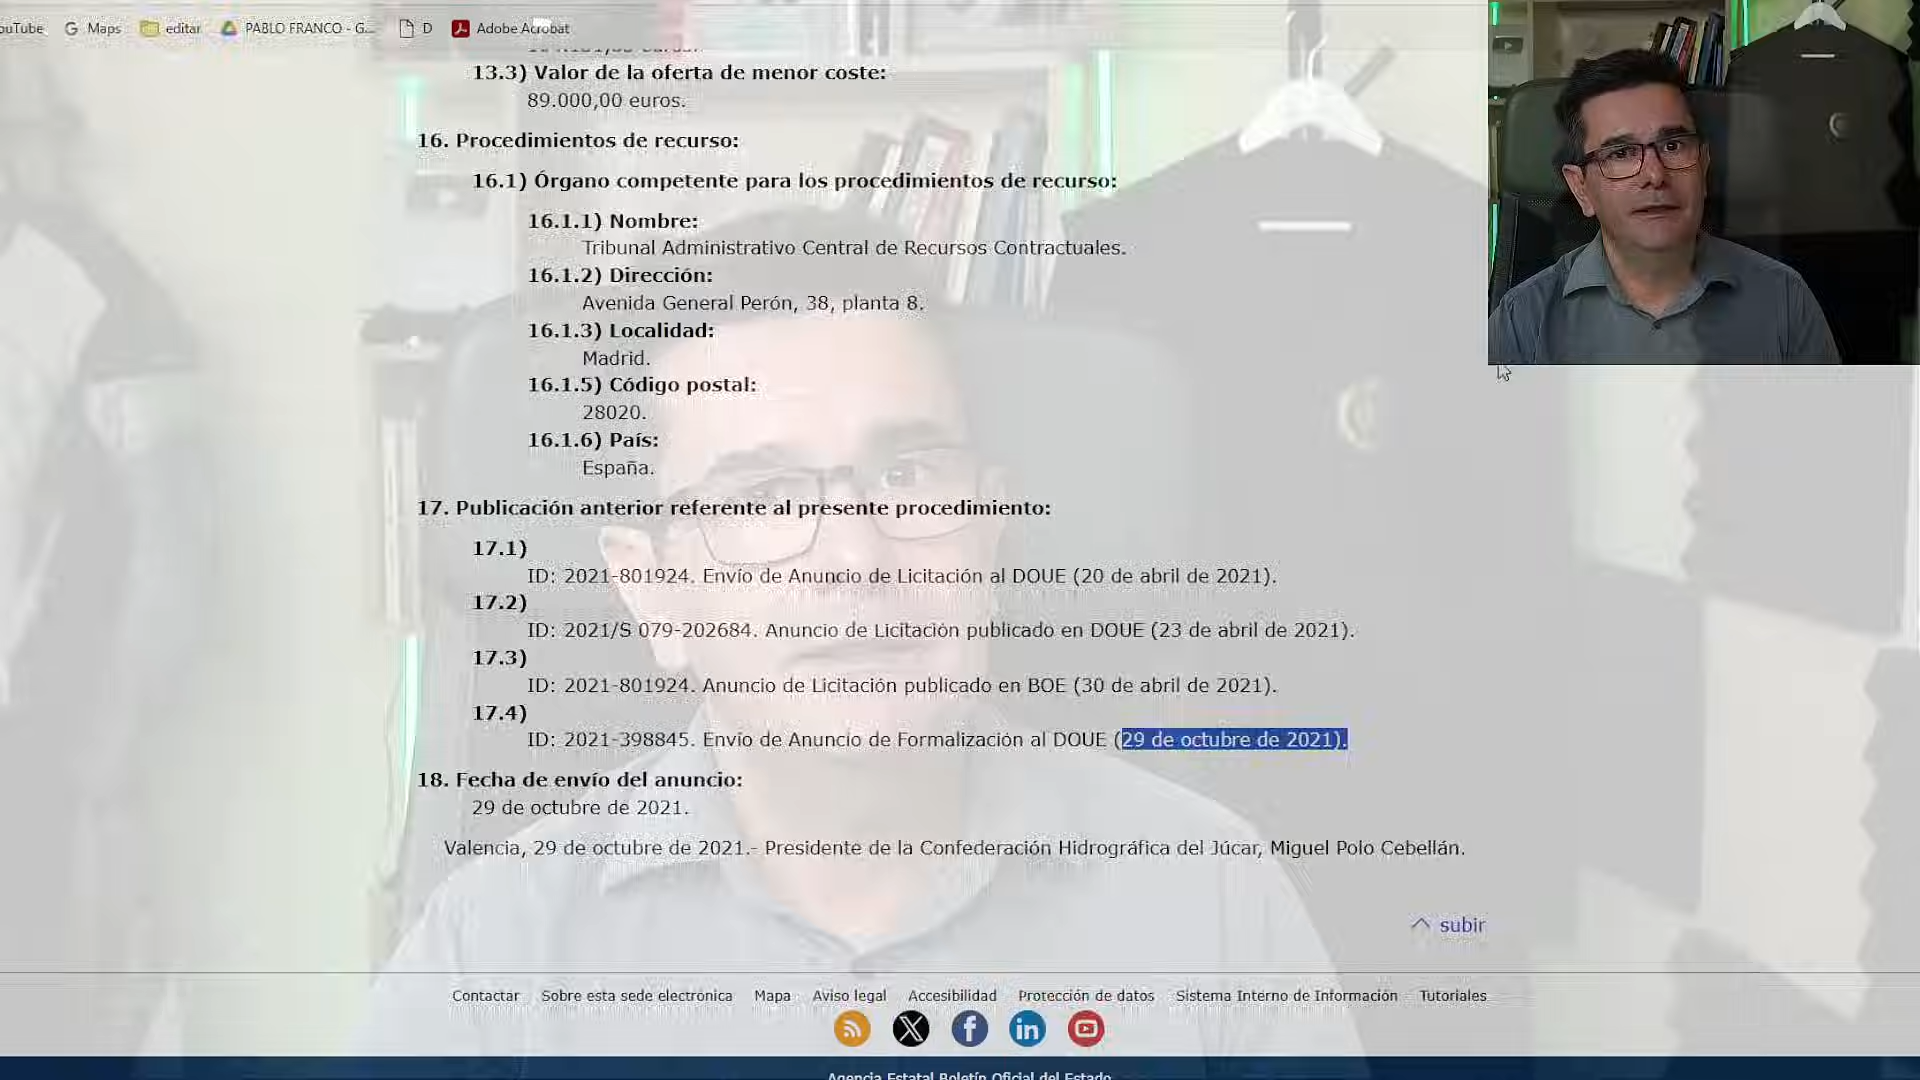 Maps
editar
PABLO FRANCO - G...
D
Adobe Acrobat
13.3) Valor de la oferta de menor coste:
89.000,00 euros.
16. Procedimientos de recurso:
16.1) Órgano competente para los procedimientos de recurso:
16.1.1) Nombre:
Tribunal Administrativo Central de Recursos Contractuales.
16.1.2) Dirección:
Avenida General Perón, 38, planta 8.
16.1.3) Localidad:
Madrid.
16.1.5) Código postal:
28020.
16.1.6) País:
España.
17. Publicación anterior referente al presente procedimiento:
17.1)
ID: 2021-801924. Envío de Anuncio de Licitación al DOUE (20 de abril de 2021).
17.2)
ID: 2021/S 079-202684. Anuncio de Licitación publicado en DOUE (23 de abril de 2021).
17.3)
ID: 2021-801924. Anuncio de Licitación publicado en BOE (30 de abril de 2021).
17.4)
ID: 2021-398845. Envío de Anuncio de Formalización al DOUE (29 de octubre de 2021).
18. Fecha de envío del anuncio:
29 de octubre de 2021.
Valencia, 29 de octubre de 2021.- Presidente de la Confederación Hidrográfica del Júcar, Miguel Polo Cebellán.
subir
Contactar Sobre esta sede electrónica Mapa Aviso legal Accesibilidad Protección de datos Sistema Interno de Información Tutoriales
Agencia Estatal Boletín Oficial del Estado